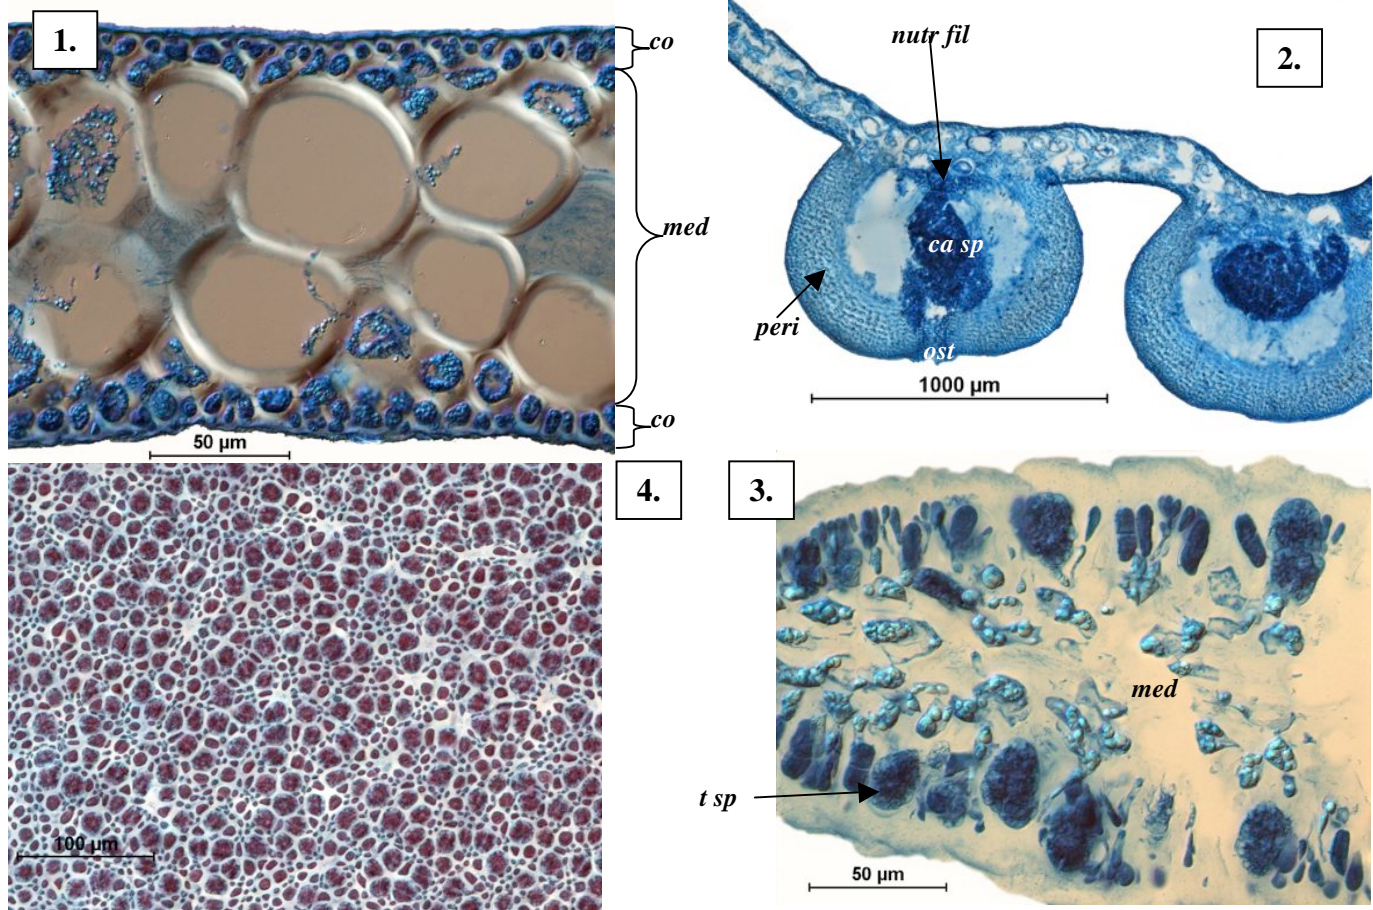 1.
co
med
co
50 µm
nutr fil
2.
ca sp
peri
ost
1000 µm
4.
100 µm
3.
med
t sp
50 µm